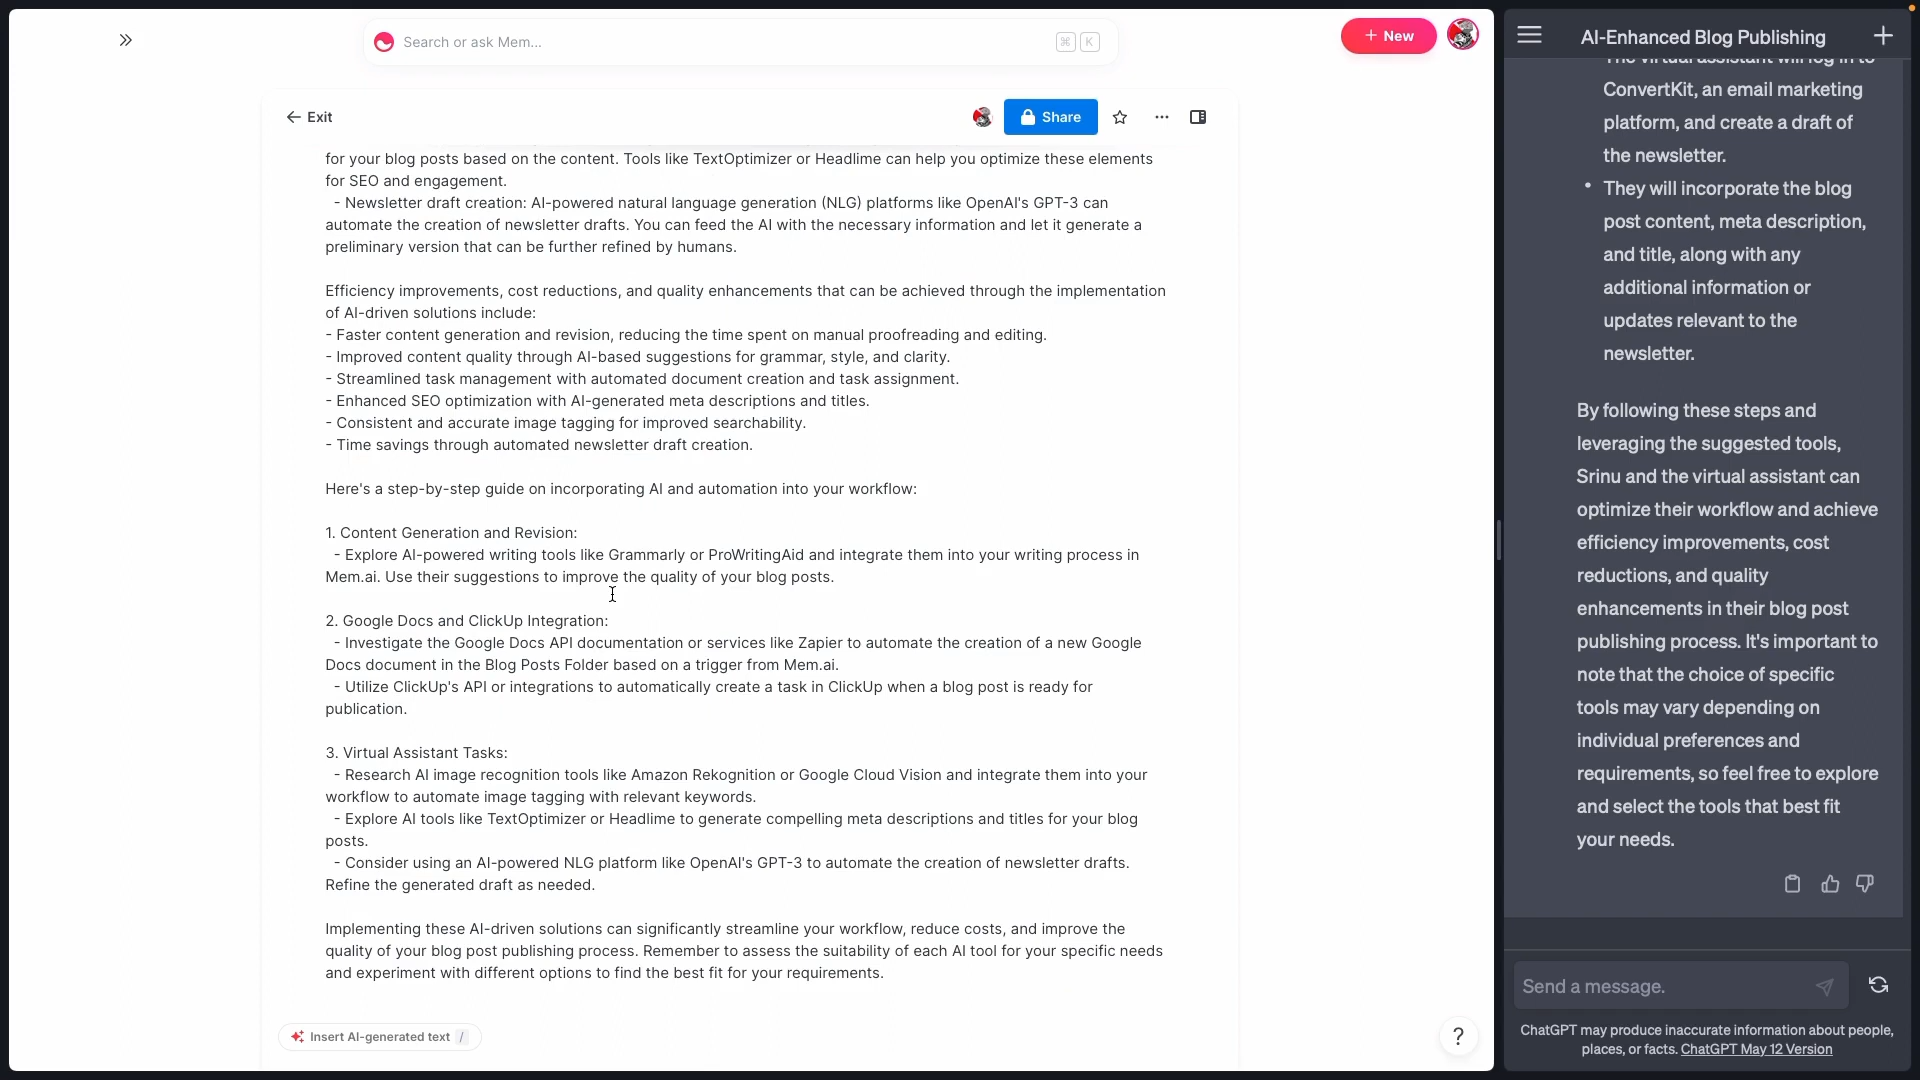 Search or ask Mem...
⌘ K
+ New
← Exit
Share
for your blog posts based on the content. Tools like TextOptimizer or Headlime can help you optimize these elements
for SEO and engagement.
- Newsletter draft creation: AI-powered natural language generation (NLG) platforms like OpenAI's GPT-3 can
automate the creation of newsletter drafts. You can feed the AI with the necessary information and let it generate a
preliminary version that can be further refined by humans.
Efficiency improvements, cost reductions, and quality enhancements that can be achieved through the implementation
of AI-driven solutions include:
- Faster content generation and revision, reducing the time spent on manual proofreading and editing.
- Improved content quality through AI-based suggestions for grammar, style, and clarity.
- Streamlined task management with automated document creation and task assignment.
- Enhanced SEO optimization with AI-generated meta descriptions and titles.
- Consistent and accurate image tagging for improved searchability.
- Time savings through automated newsletter draft creation.
Here's a step-by-step guide on incorporating AI and automation into your workflow:
1. Content Generation and Revision:
- Explore AI-powered writing tools like Grammarly or ProWritingAid and integrate them into your writing process in
Mem.ai. Use their suggestions to improve the quality of your blog posts.
2. Google Docs and ClickUp Integration:
- Investigate the Google Docs API documentation or services like Zapier to automate the creation of a new Google
Docs document in the Blog Posts Folder based on a trigger from Mem.ai.
- Utilize ClickUp's API or integrations to automatically create a task in ClickUp when a blog post is ready for
publication.
3. Virtual Assistant Tasks:
- Research AI image recognition tools like Amazon Rekognition or Google Cloud Vision and integrate them into your
workflow to automate image tagging with relevant keywords.
- Explore AI tools like TextOptimizer or Headlime to generate compelling meta descriptions and titles for your blog
posts.
- Consider using an AI-powered NLG platform like OpenAI's GPT-3 to automate the creation of newsletter drafts.
Refine the generated draft as needed.
Implementing these AI-driven solutions can significantly streamline your workflow, reduce costs, and improve the
quality of your blog post publishing process. Remember to assess the suitability of each AI tool for your specific needs
and experiment with different options to find the best fit for your requirements.
Insert AI-generated text /
?
AI-Enhanced Blog Publishing
The virtual assistant will log in to
ConvertKit, an email marketing
platform, and create a draft of
the newsletter.
• They will incorporate the blog
post content, meta description,
and title, along with any
additional information or
updates relevant to the
newsletter.
By following these steps and
leveraging the suggested tools,
Srinu and the virtual assistant can
optimize their workflow and achieve
efficiency improvements, cost
reductions, and quality
enhancements in their blog post
publishing process. It's important to
note that the choice of specific
tools may vary depending on
individual preferences and
requirements, so feel free to explore
and select the tools that best fit
your needs.
Send a message.
ChatGPT may produce inaccurate information about people,
places, or facts. ChatGPT May 12 Version